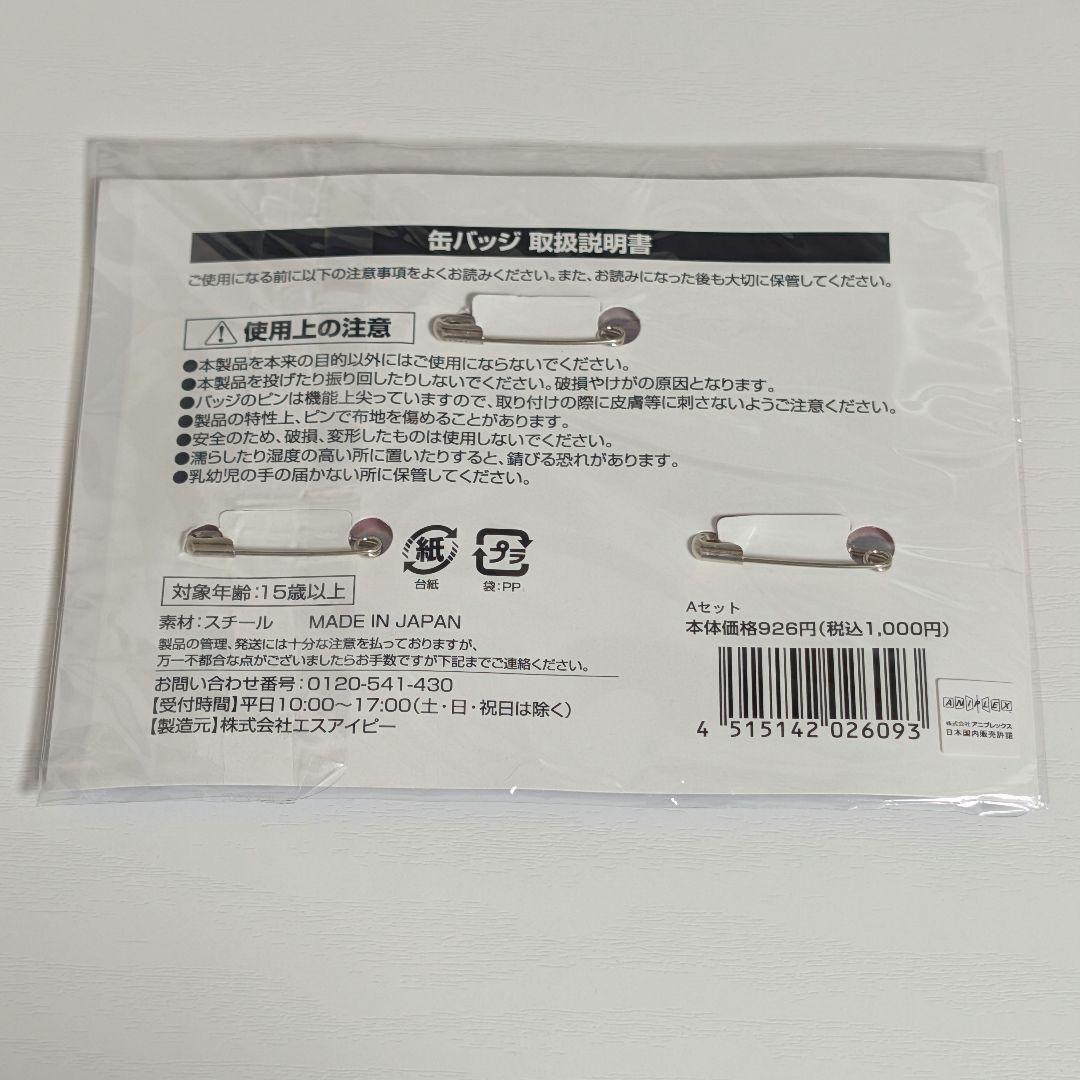 缶バッジ 取扱説明書
ご使用になる前に以下の注意事項をよくお読みください。また、お読みになった後も大切に保管してください。
使用上の注意
●本製品を本来の目的以外にはご使用にならないでください。
●本製品を投げたり振り回したりしないでください。破損やけがの原因となります。
●バッジのピンは機能上尖っていますので、取り付けの際に皮膚等に刺さないようご注意ください。
●製品の特性上、ピンで布地を傷めることがあります。
●安全のため、破損、変形したものは使用しないでください。
●濡らしたり湿度の高い所に置いたりすると、錆びる恐れがあります。
●乳幼児の手の届かない所に保管してください。
紙
台紙
プラ
袋:PP
対象年齢:15歳以上
素材:スチール MADE IN JAPAN
製品の管理、発送には十分な注意を払っておりますが、
万一不都合な点がございましたらお手数ですが下記までご連絡ください。
お問い合わせ番号:0120-541-430
【受付時間】平日10:00〜17:00(土・日・祝日は除く)
【製造元】株式会社エスアイピー
Aセット
本体価格926円(税込1,000円)
4 515142 026093
ANIPLEX
株式会社アニプレックス
日本国内販売許諾